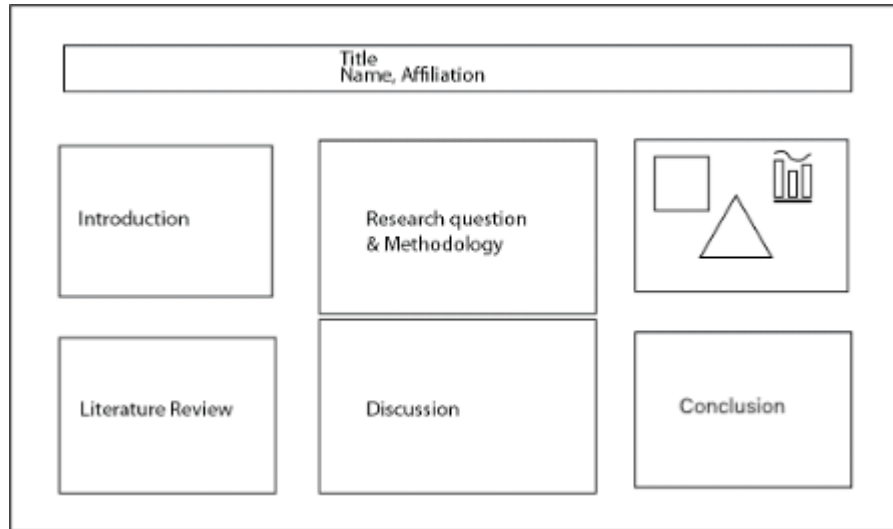 Title
Name, Affiliation
Introduction
Research question
& Methodology
Literature Review
Discussion
Conclusion